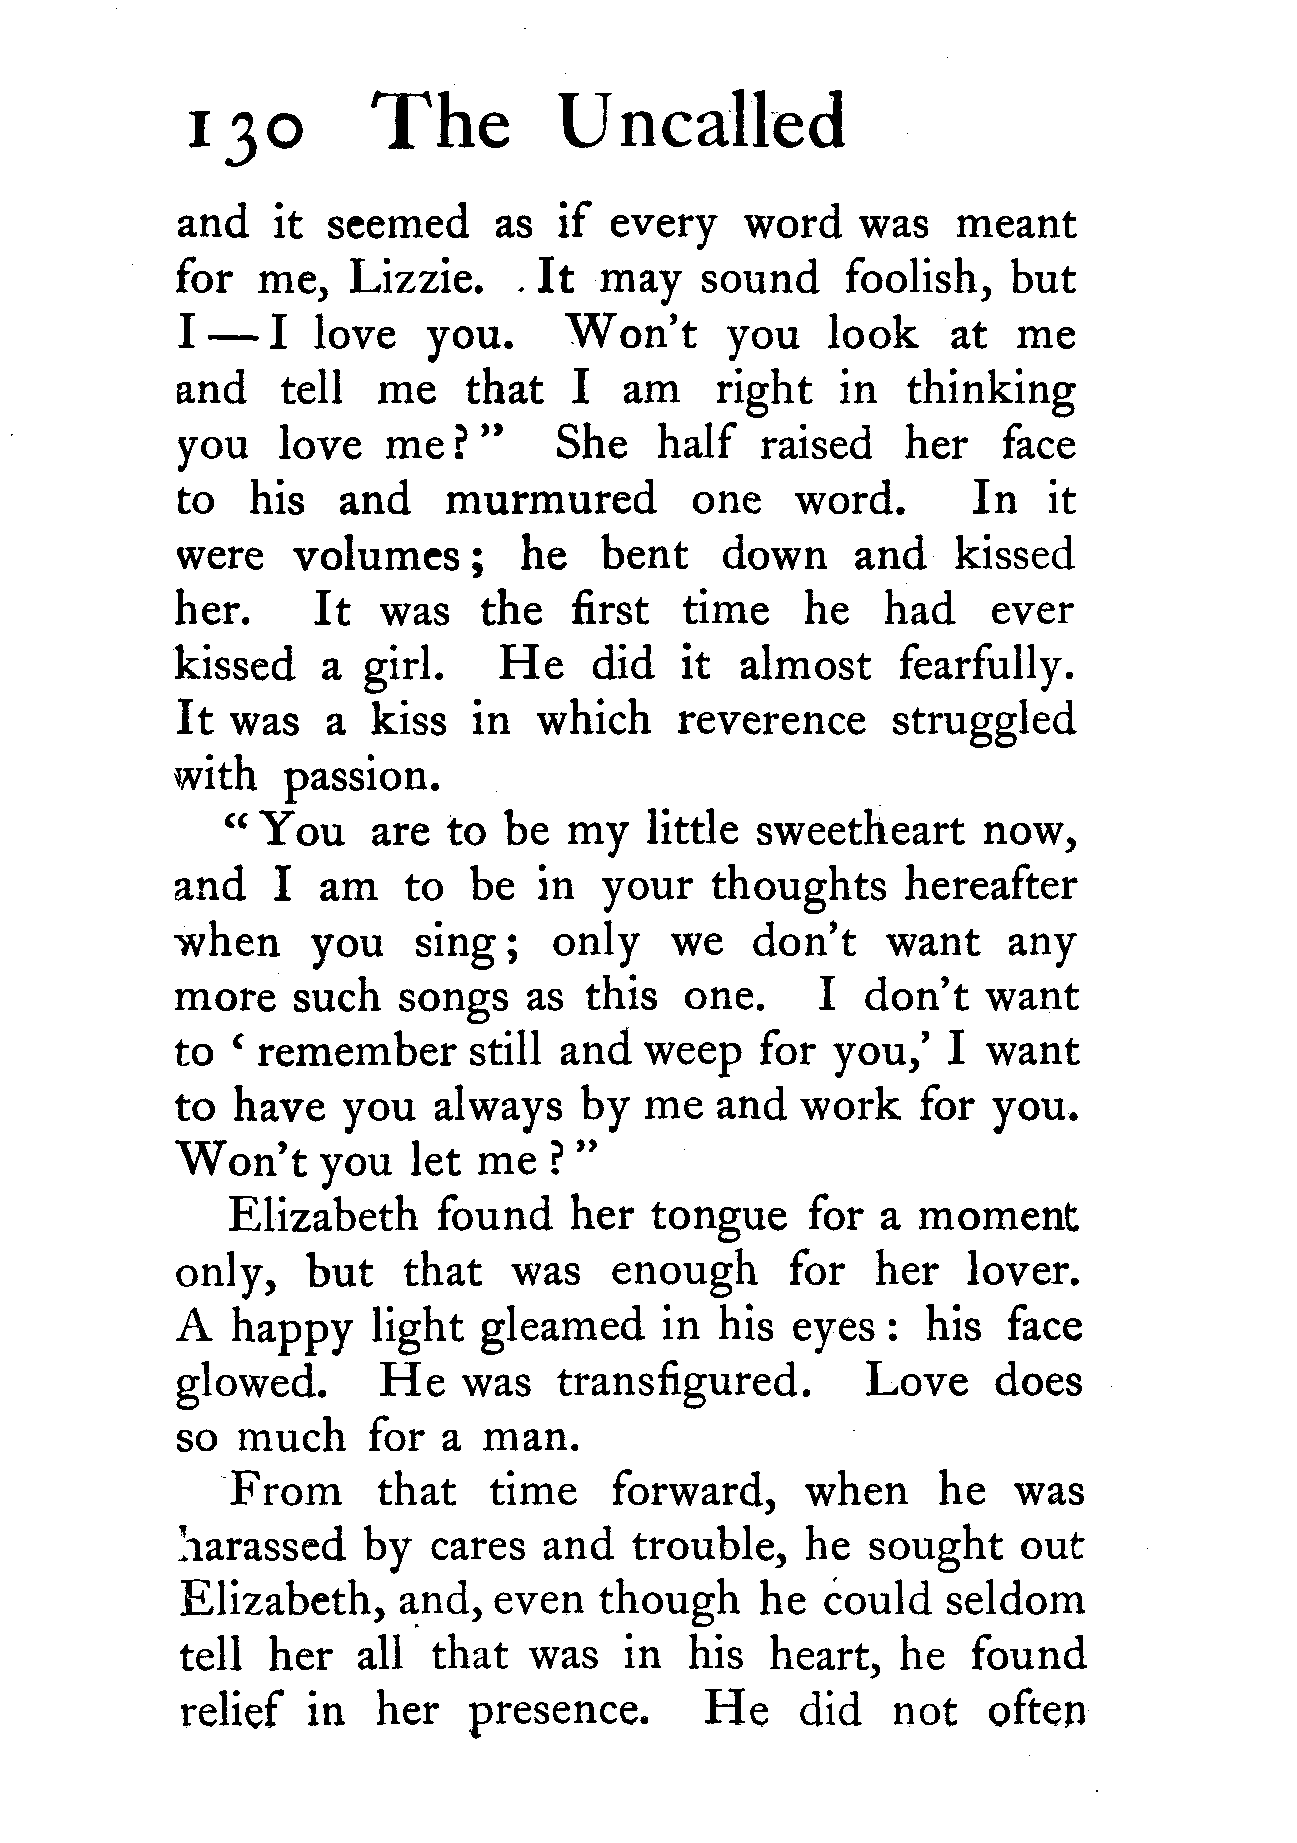 130 The Uncalled
and it seemed as if every word was meant
for me, Lizzie. It may sound foolish, but
I — I love you. Won't you look at me
and tell me that I am right in thinking
you love me?" She half raised her face
to his and murmured one word. In it
were volumes; he bent down and kissed
her. It was the first time he had ever
kissed a girl. He did it almost fearfully.
It was a kiss in which reverence struggled
with passion.
"You are to be my little sweetheart now,
and I am to be in your thoughts hereafter
when you sing; only we don't want any
more such songs as this one. I don't want
to 'remember still and weep for you,' I want
to have you always by me and work for you.
Won't you let me?"
Elizabeth found her tongue for a moment
only, but that was enough for her lover.
A happy light gleamed in his eyes: his face
glowed. He was transfigured. Love does
so much for a man.
From that time forward, when he was
harassed by cares and trouble, he sought out
Elizabeth, and, even though he could seldom
tell her all that was in his heart, he found
relief in her presence. He did not often